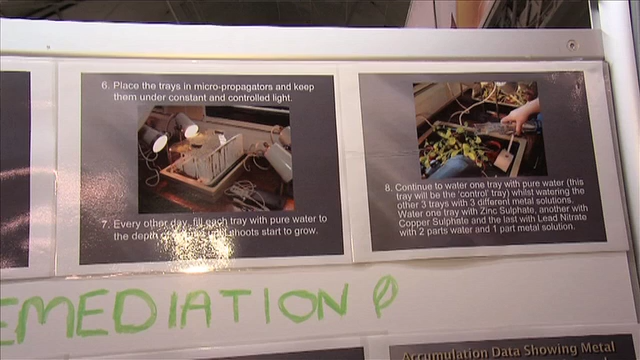 6. Place the trays in micro-propagators and keep
them under constant and controlled light.
7. Every other day, fill each tray with pure water to
the depth shoots start to grow.
8. Continue to water one tray with pure water (this
tray will be the 'control' tray) whilst watering the
other 3 trays with 3 different metal solutions.
Water one tray with Zinc Sulphate, another with
Copper Sulphate and the last with Lead Nitrate
with 2 parts water and 1 part metal solution.
EMEDIATION
Accumulation Data Showing Metal